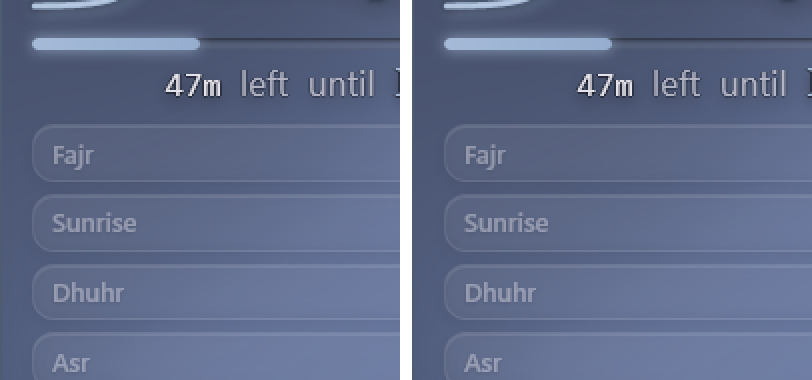 47m left until
47m left until
Fajr
Fajr
Sunrise
Sunrise
Dhuhr
Dhuhr
Asr
Asr